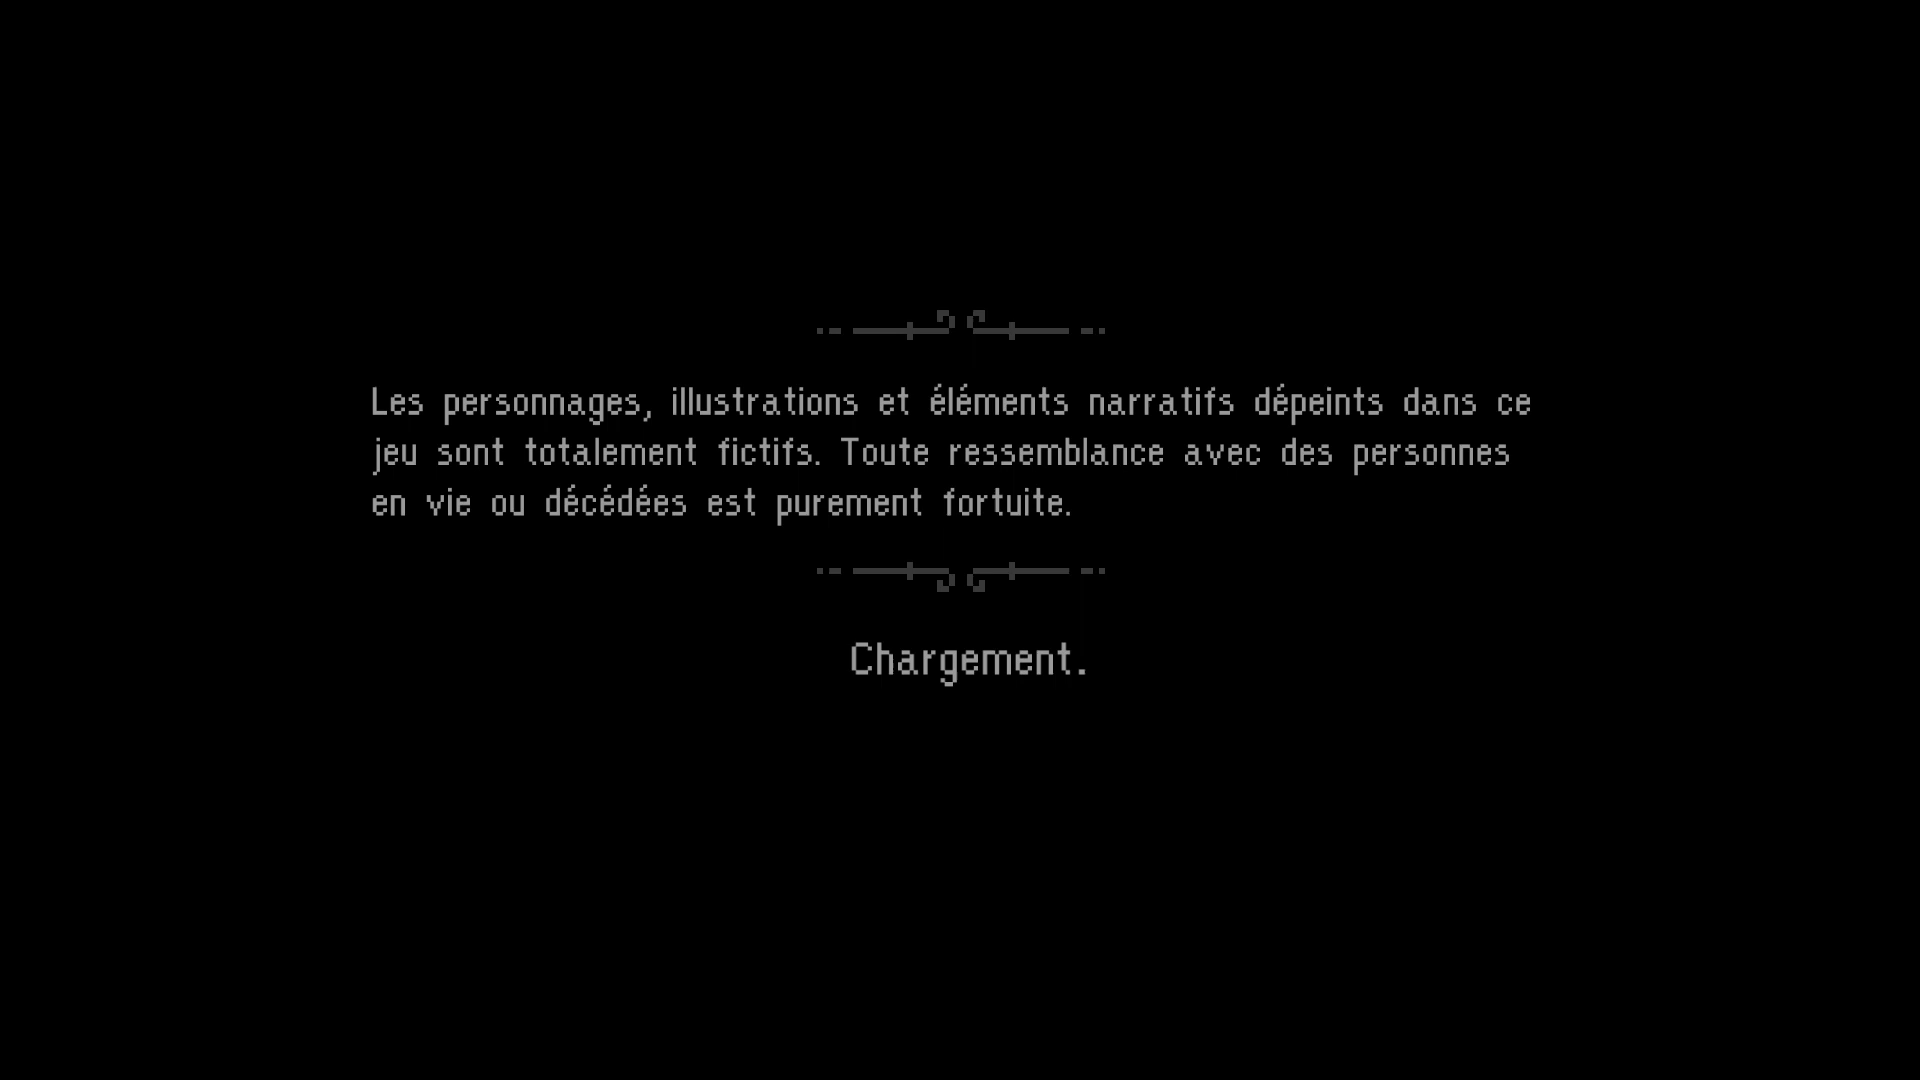 Les personnages, illustrations et éléments narratifs dépeints dans ce
jeu sont totalement fictifs. Toute ressemblance avec des personnes
en vie ou décédées est purement fortuite.
Chargement.